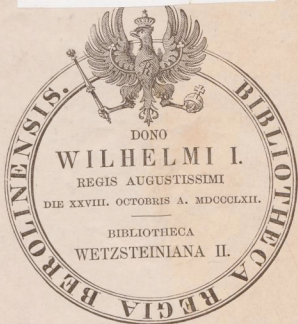 BIBLIOTHECA REGIA BEROLINENSIS.
DONO
WILHELMI I.
REGIS AUGUSTISSIMI
DIE XXVIII. OCTOBRIS A. MDCCCLXII.
BIBLIOTHECA
WETZSTEINIANA II.